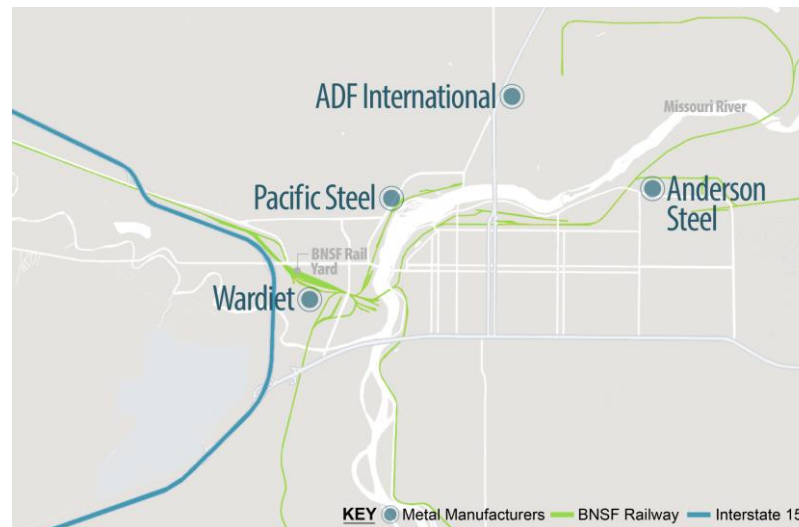 ADF International
Missouri River
Pacific Steel
Anderson
Steel
BNSF Rail
Yard
Wardiet
KEY Metal Manufacturers BNSF Railway Interstate 15